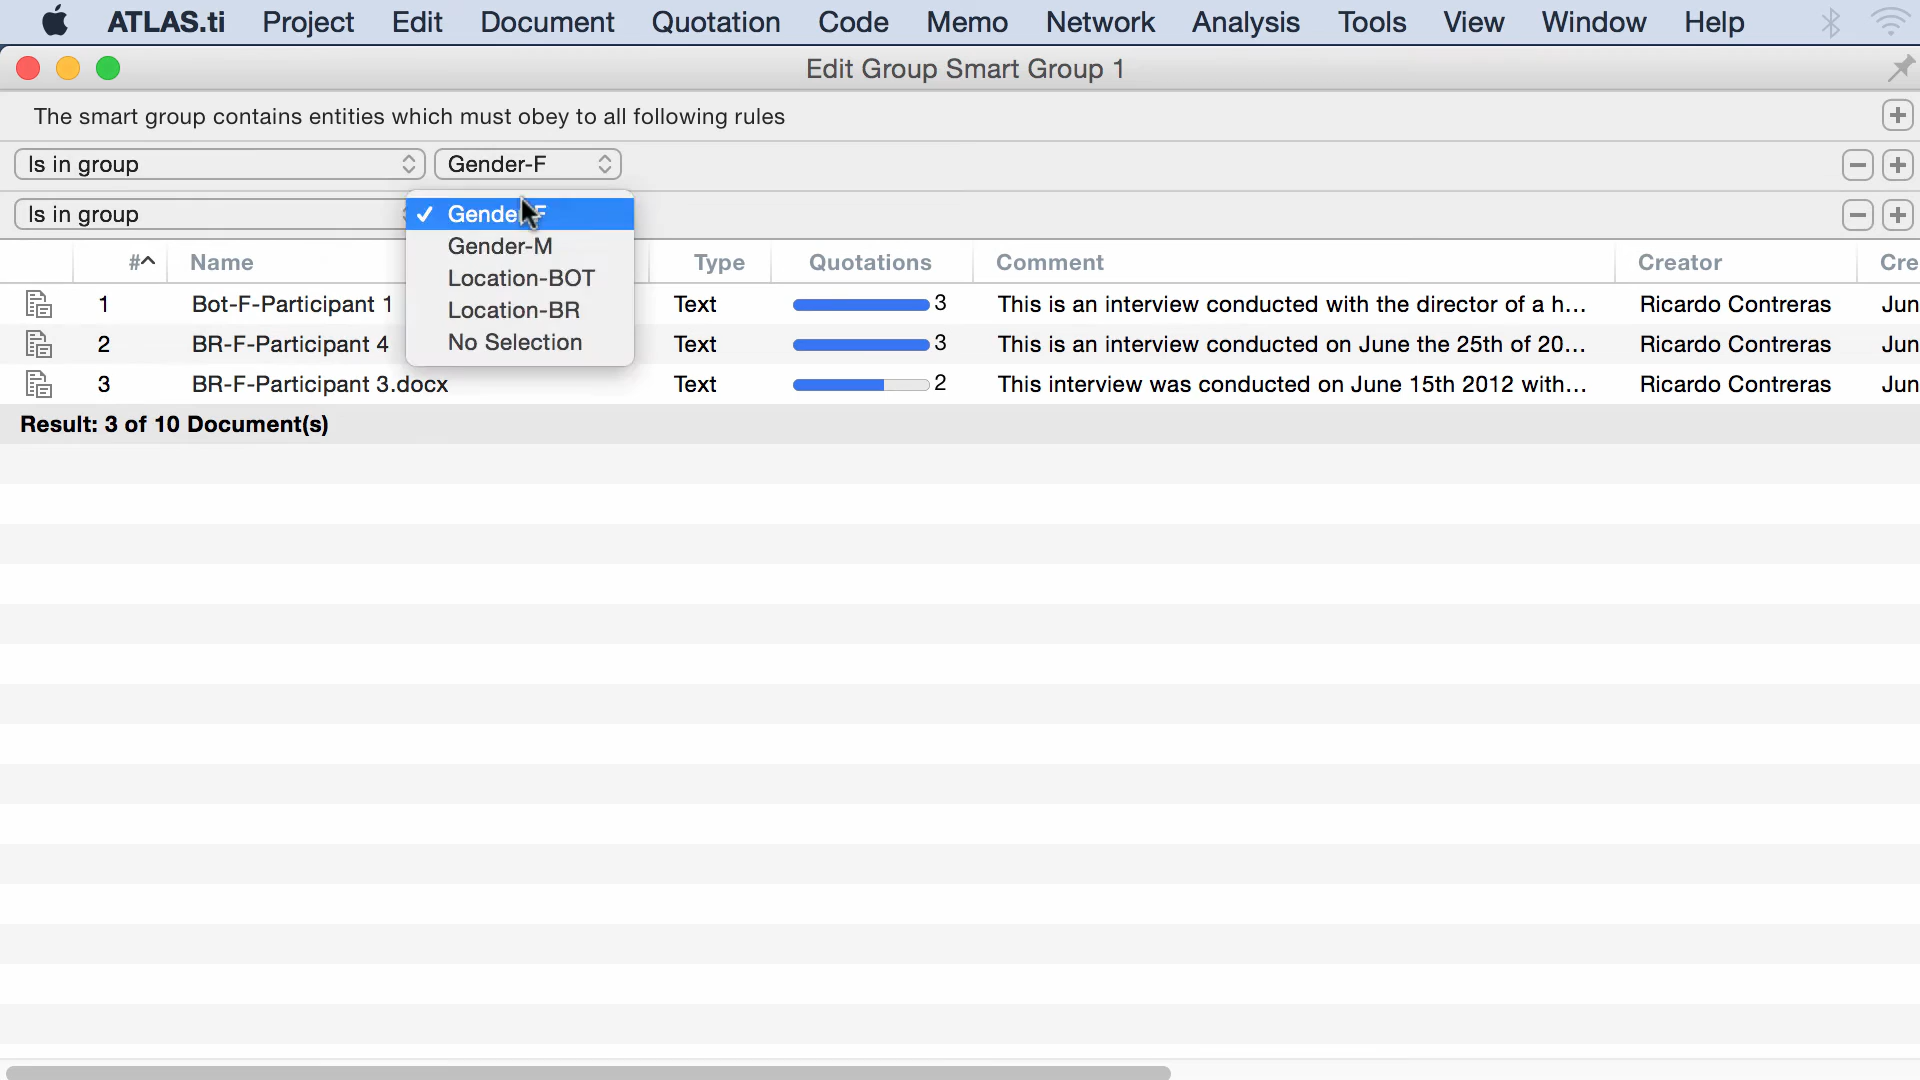 ATLAS.ti Project Edit Document Quotation Code Memo Network Analysis Tools View Window Help
Edit Group Smart Group 1
The smart group contains entities which must obey to all following rules
Is in group Gender-F
Is in group
Gender-F
Gender-M
Location-BOT
Location-BR
No Selection
# Name Type Quotations Comment Creator Cre
1 Bot-F-Participant 1 Text 3 This is an interview conducted with the director of a h... Ricardo Contreras Jun
2 BR-F-Participant 4 Text 3 This is an interview conducted on June the 25th of 20... Ricardo Contreras Jun
3 BR-F-Participant 3.docx Text 2 This interview was conducted on June 15th 2012 with... Ricardo Contreras Jun
Result: 3 of 10 Document(s)